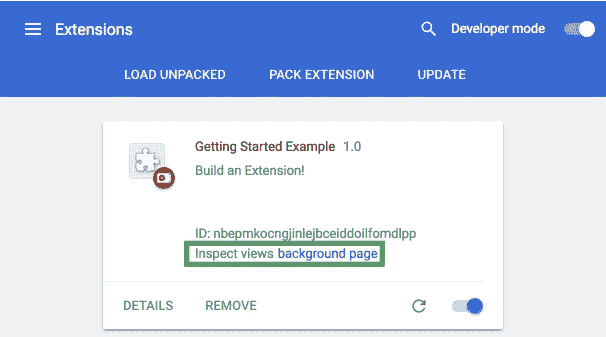 Extensions
Developer mode
LOAD UNPACKED PACK EXTENSION UPDATE
Getting Started Example 1.0
Build an Extension!
ID: nbepmkocngjinlejbceiddoilfomdlpp
Inspect views background page
DETAILS REMOVE